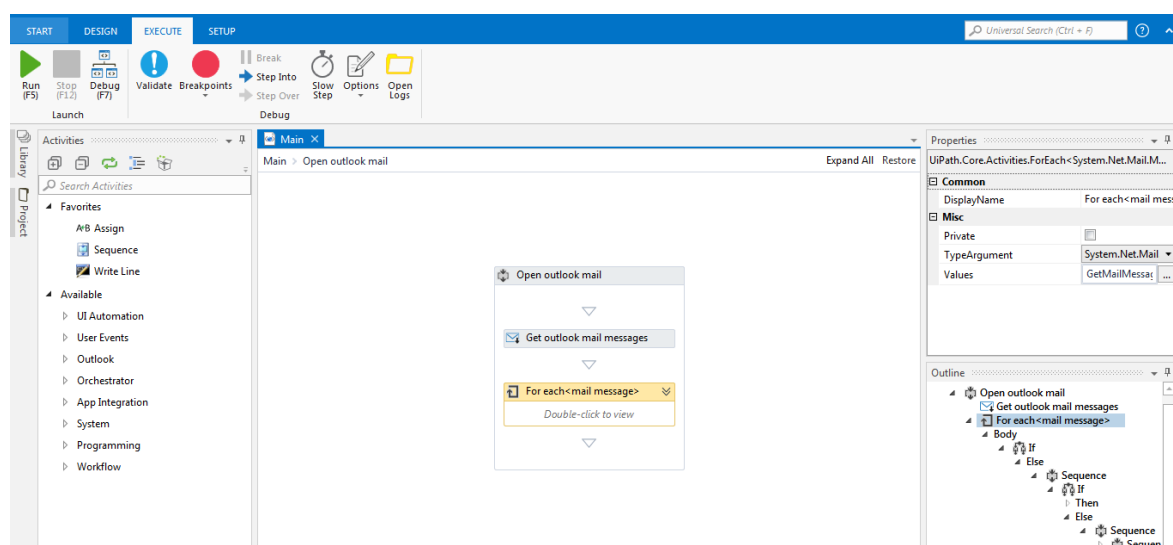 START DESIGN EXECUTE SETUP
Universal Search (Ctrl + F)
?
Run (F5)
Stop (F12)
Debug (F7)
Validate
Breakpoints
Break
Step Into
Step Over
Slow Step
Options
Open Logs
Launch
Debug
Library
Project
Activities
Search Activities
Favorites
A+B Assign
Sequence
Write Line
Available
UI Automation
User Events
Outlook
Orchestrator
App Integration
System
Programming
Workflow
Main
Main > Open outlook mail
Expand All Restore
Open outlook mail
Get outlook mail messages
For each<mail message>
Double-click to view
Properties
UiPath.Core.Activities.ForEach<System.Net.Mail.M...
Common
DisplayName For each<mail mess
Misc
Private
TypeArgument System.Net.Mail
Values GetMailMessag ...
Outline
Open outlook mail
Get outlook mail messages
For each<mail message>
Body
If
Else
Sequence
If
Then
Else
Sequence
Sequen